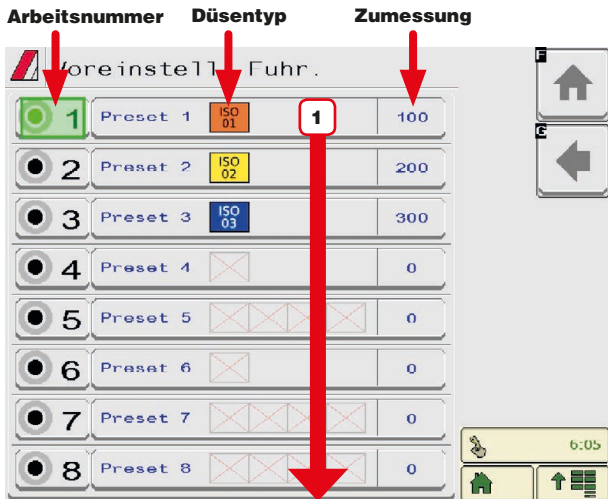 Arbeitsnummer Düsentyp Zumessung
F
Voreinstell. Fuhr.
1 Preset 1 ISO 01 1 100
G
2 Preset 2 ISO 02 200
3 Preset 3 ISO 03 300
4 Preset 4 0
5 Preset 5 0
6 Preset 6 0
7 Preset 7 0
6:05
8 Preset 8 0